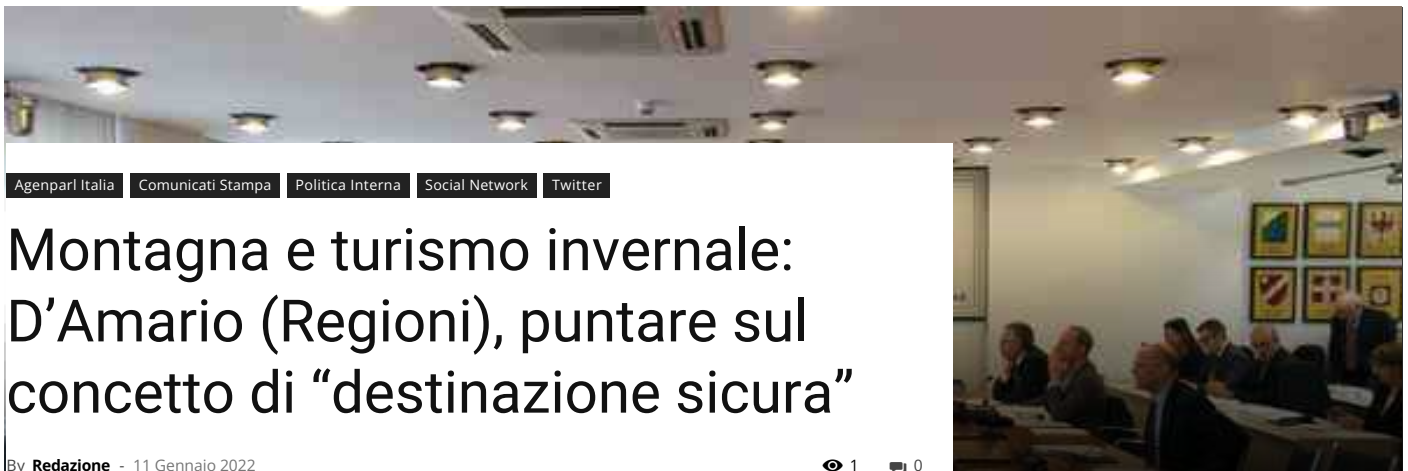 Agenparl Italia Comunicati Stampa Politica Interna Social Network Twitter
Montagna e turismo invernale:
D’Amario (Regioni), puntare sul
concetto di “destinazione sicura”
By Redazione - 11 Gennaio 2022 1 0